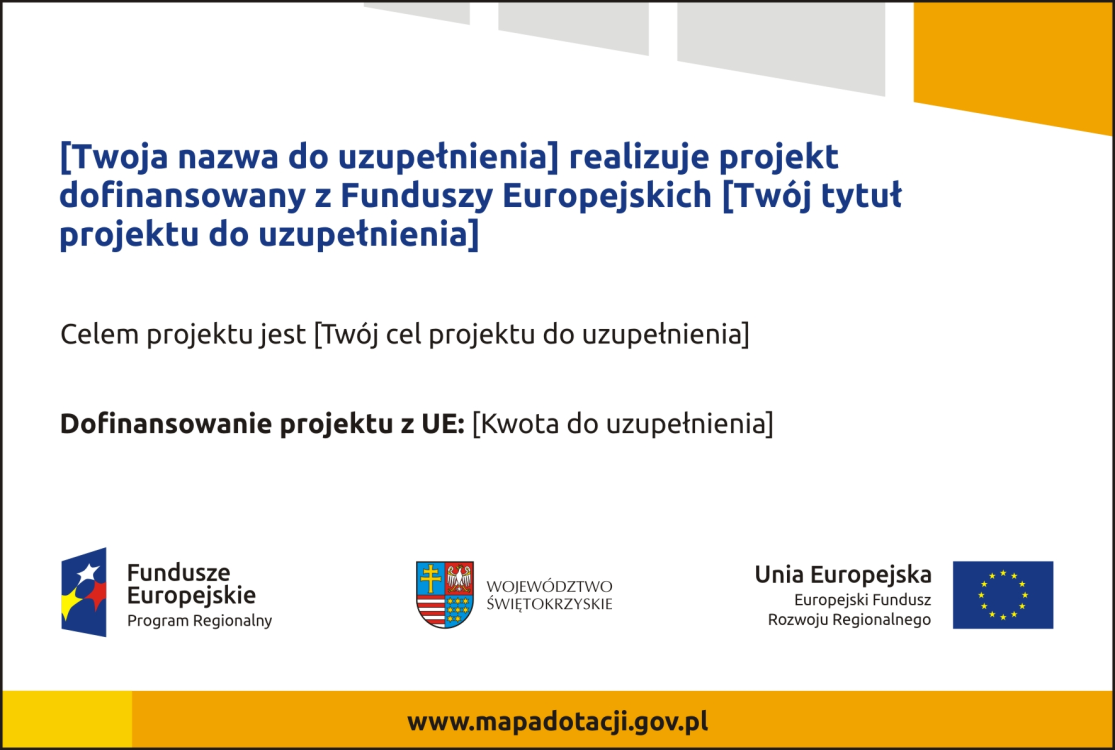 [Twoja nazwa do uzupełnienia] realizuje projekt
dofinansowany z Funduszy Europejskich [Twój tytuł
projektu do uzupełnienia]
Celem projektu jest [Twój cel projektu do uzupełnienia]
Dofinansowanie projektu z UE: [Kwota do uzupełnienia]
Fundusze
Europejskie
Program Regionalny
WOJEWÓDZTWO
ŚWIĘTOKRZYSKIE
Unia Europejska
Europejski Fundusz
Rozwoju Regionalnego
www.mapadotacji.gov.pl